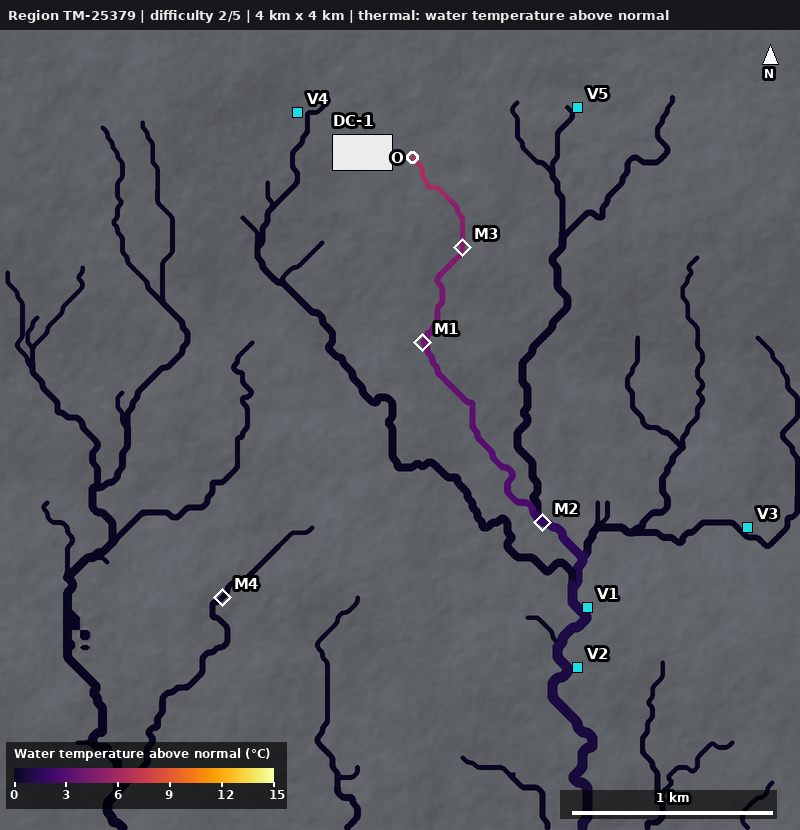 Region TM-25379 | difficulty 2/5 | 4 km x 4 km | thermal: water temperature above normal
N
V4
V5
DC-1
O
M3
M1
M2
V3
M4
V1
V2
Water temperature above normal (°C)
0 3 6 9 12 15
1 km